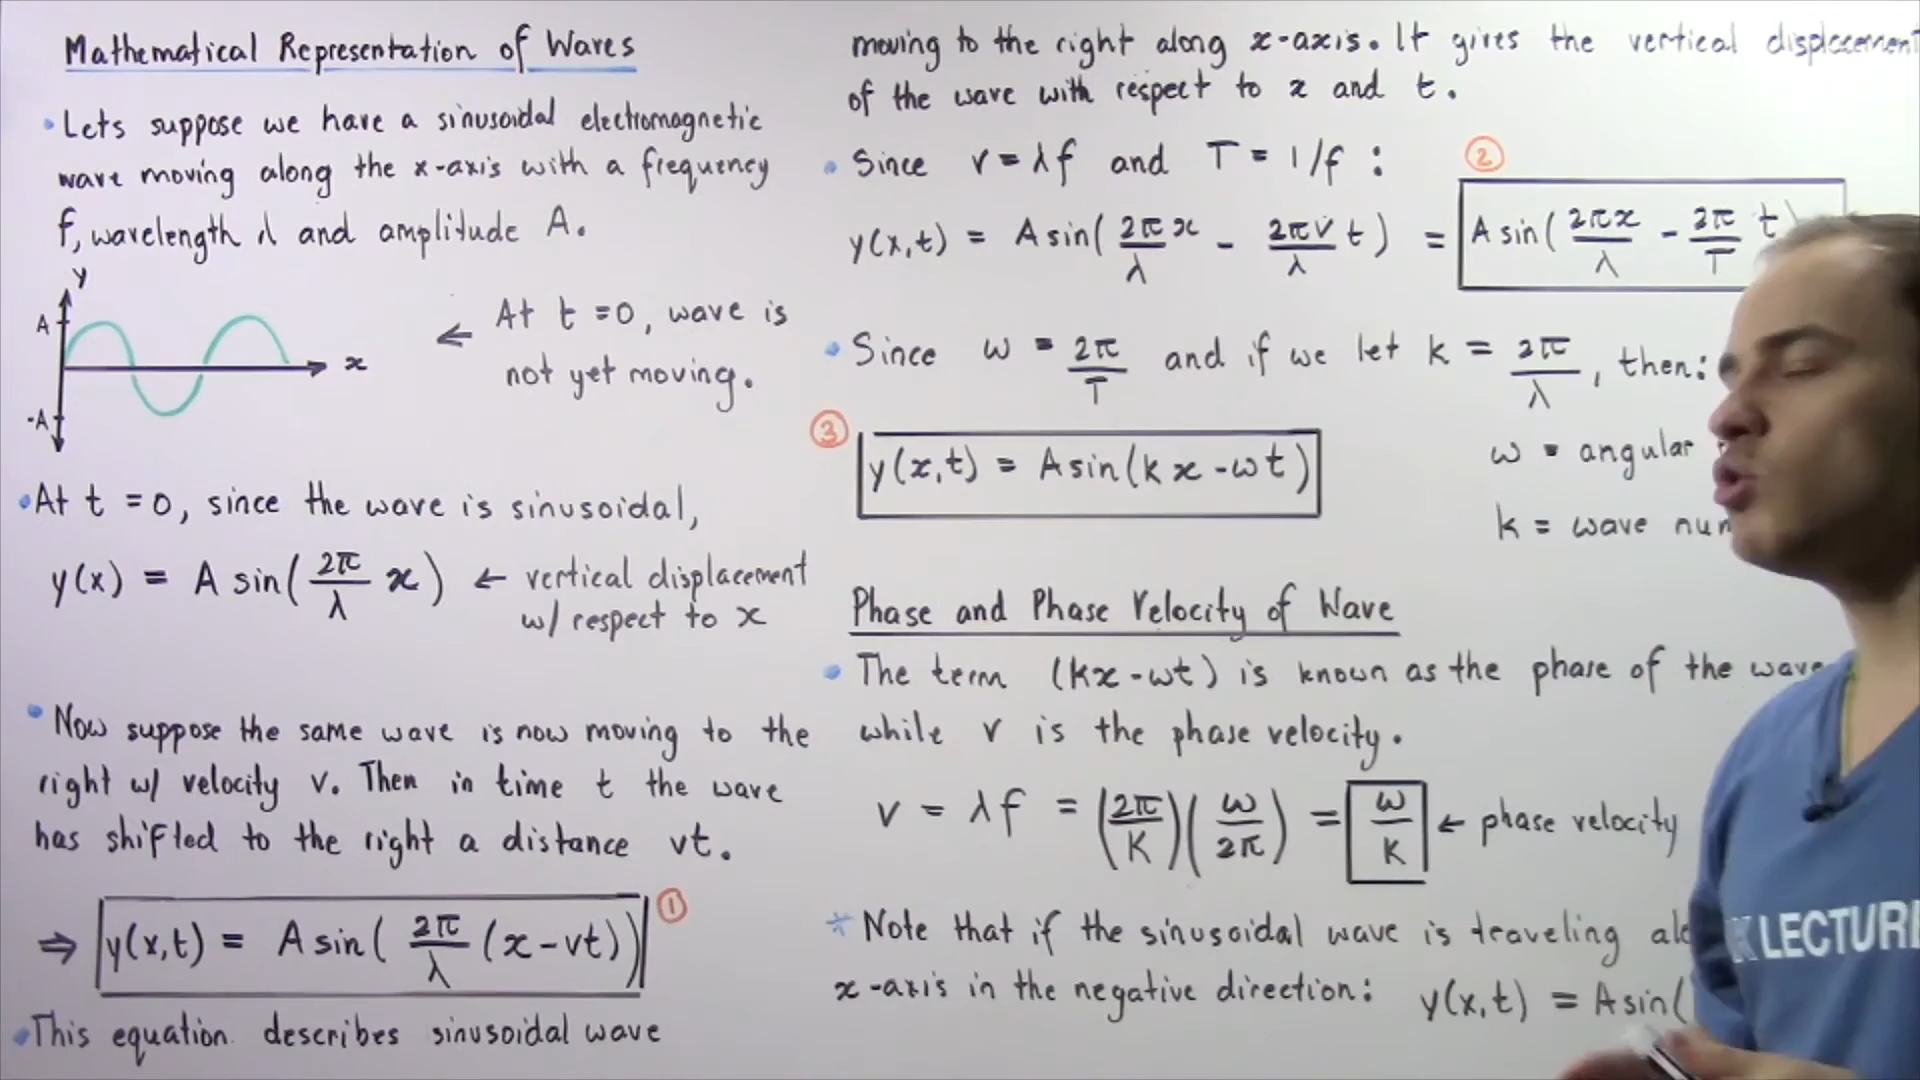 Mathematical Representation of Waves
• Lets suppose we have a sinusoidal electromagnetic
wave moving along the x-axis with a frequency
f, wavelength λ and amplitude A.
y
A
x
-A
← At t = 0, wave is
not yet moving.
• At t = 0, since the wave is sinusoidal,
y(x) = A sin(2π/λ x) ← vertical displacement
w/ respect to x
• Now suppose the same wave is now moving to the
right w/ velocity v. Then in time t the wave
has shifted to the right a distance vt.
⇒ y(x,t) = A sin(2π/λ (x-vt)) ①
• This equation describes sinusoidal wave
moving to the right along x-axis. It gives the vertical displacement
of the wave with respect to x and t.
• Since v = λf and T = 1/f :
②
y(x,t) = A sin(2πx/λ - 2πv/λ t) = A sin(2πx/λ - 2π/T t)
• Since ω = 2π/T and if we let k = 2π/λ, then:
③ y(x,t) = A sin(kx-ωt)
ω = angular
k = wave
Phase and Phase Velocity of Wave
• The term (kx-ωt) is known as the phase of the wave
while v is the phase velocity.
v = λf = (2π/K)(ω/2π) = ω/k ← phase velocity
* Note that if the sinusoidal wave is traveling
x-axis in the negative direction: y(x,t) = A sin(
K LECTURE